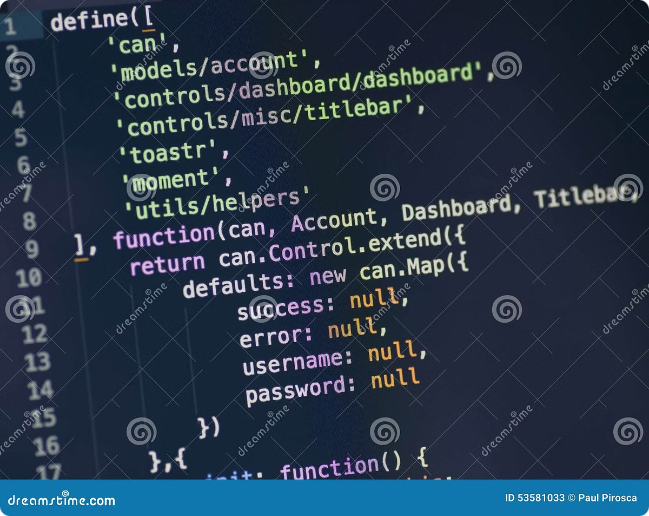 1 define([
2 'can',
3 'models/account',
4 'controls/dashboard/dashboard',
5 'controls/misc/titlebar',
6 'toastr',
7 'moment',
8 'utils/helpers'
9 ], function(can, Account, Dashboard, Titlebar,
10 return can.Control.extend({
11 defaults: new can.Map({
12 success: null,
13 error: null,
14 username: null,
15 password: null
16 })
17 },{
init: function() {
dreamstime.com
ID 53581033 © Paul Pirosca